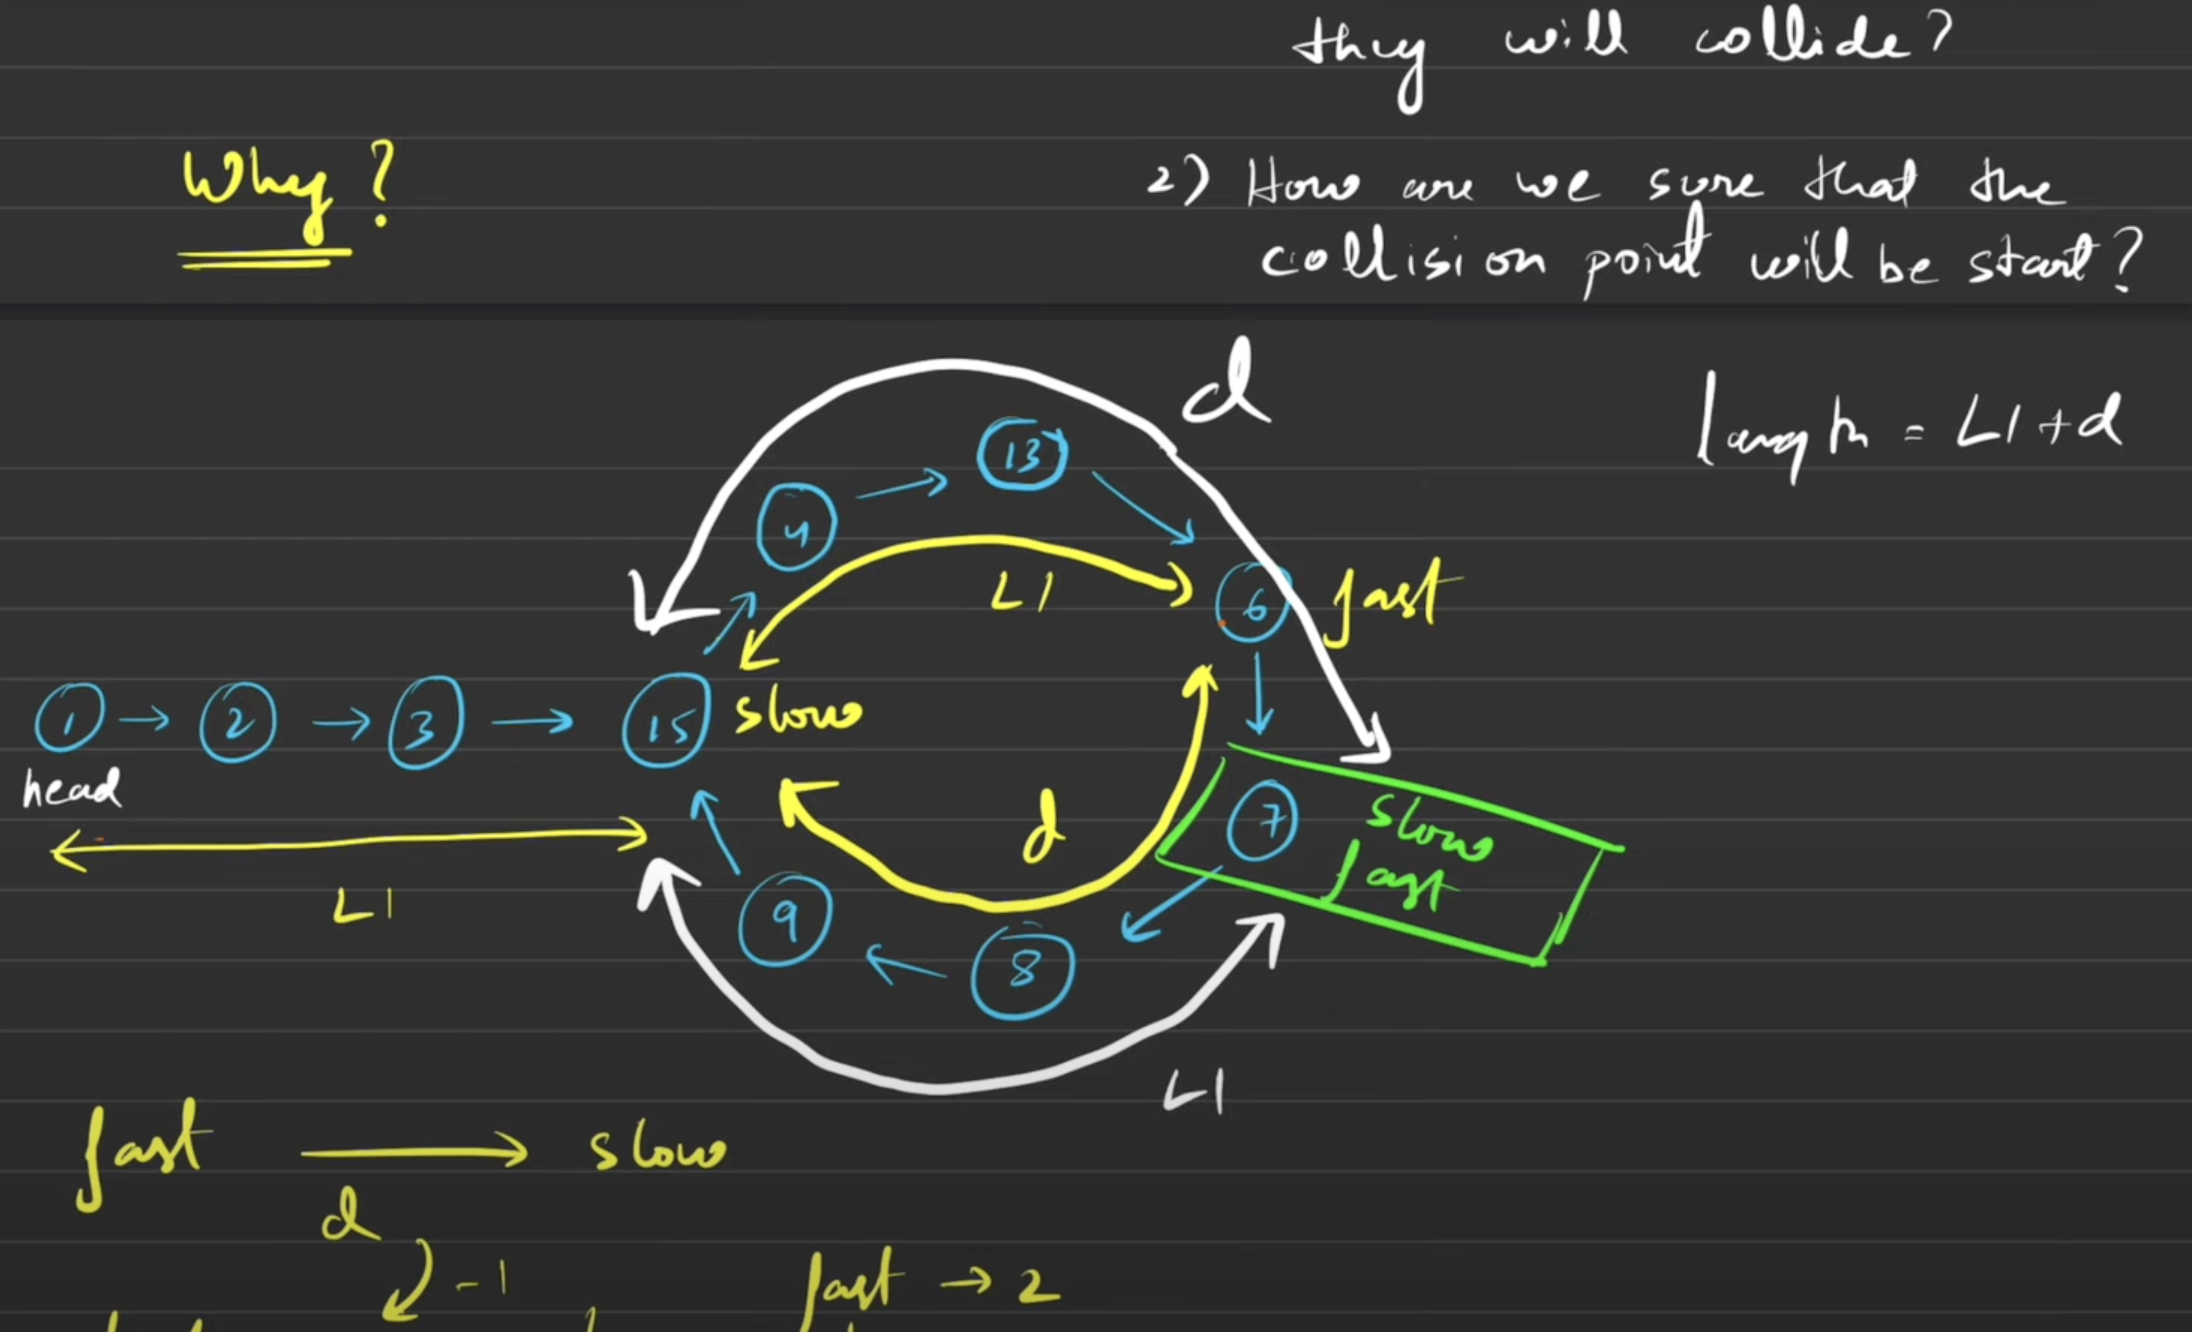 they will collide?
Why?
2) How are we sure that the
collision point will be start?
d
length = L1 + d
13
4
L1
6 fast
1 → 2 → 3 → 15 slow
head
7 slow
fast
d
L1
9
8
L1
fast → slow
d
-1
fast → 2